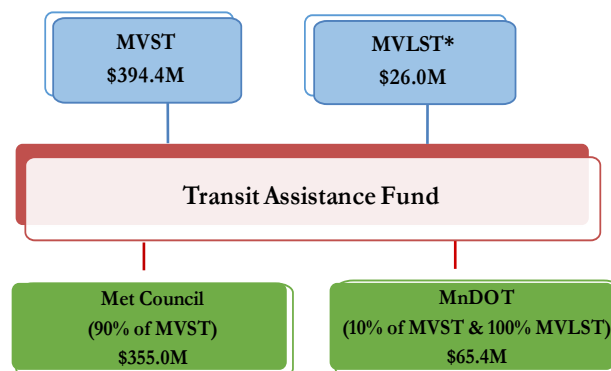 MVST
$394.4M
MVLST*
$26.0M
Transit Assistance Fund
Met Council
(90% of MVST)
$355.0M
MnDOT
(10% of MVST & 100% MVLST)
$65.4M